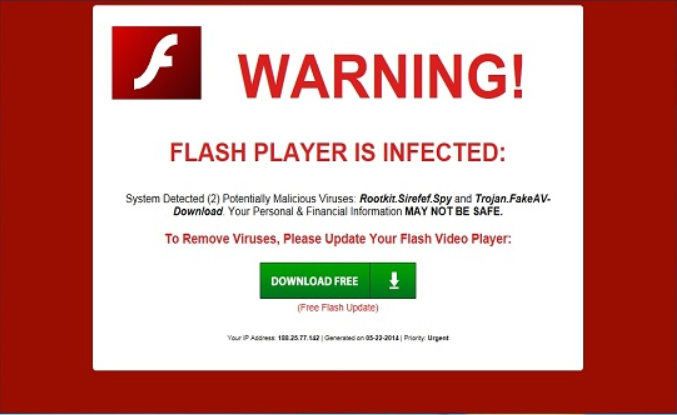 WARNING!
FLASH PLAYER IS INFECTED:
System Detected (2) Potentially Malicious Viruses: Rootkit.Sirefef.Spy and Trojan.FakeAV-
Download. Your Personal & Financial Information MAY NOT BE SAFE.
To Remove Viruses, Please Update Your Flash Video Player:
DOWNLOAD FREE
(Free Flash Update)
Your IP Address: 188.25.77.142 | Generated on 05-22-2014 | Priority: Urgent